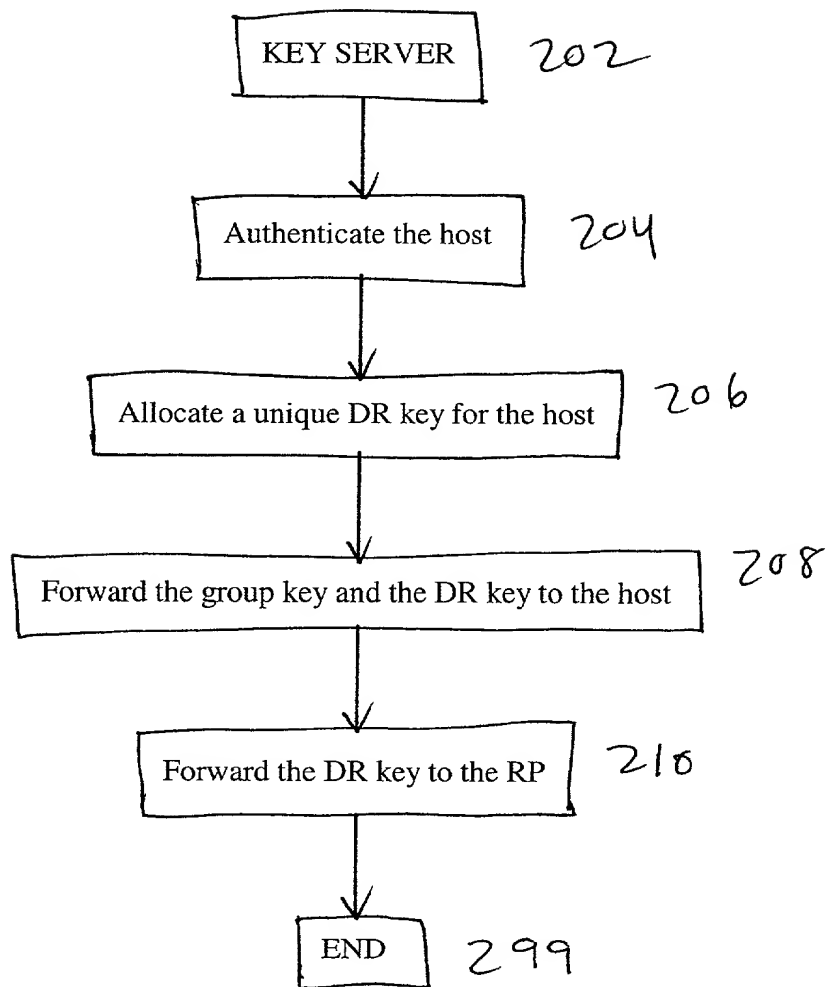 KEY SERVER 202
Authenticate the host 204
Allocate a unique DR key for the host 206
Forward the group key and the DR key to the host 208
Forward the DR key to the RP 210
END 299